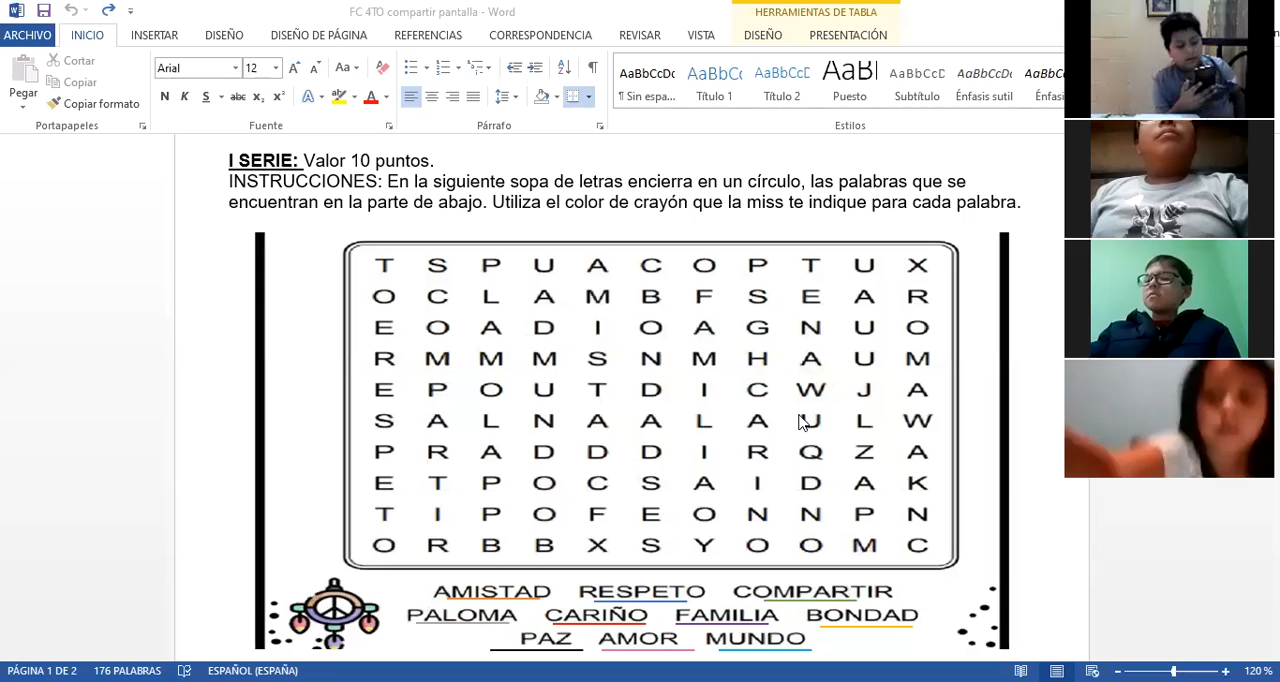 FC 4TO compartir pantalla - Word
HERRAMIENTAS DE TABLA
ARCHIVO INICIO INSERTAR DISEÑO DISEÑO DE PÁGINA REFERENCIAS CORRESPONDENCIA REVISAR VISTA DISEÑO PRESENTACIÓN
Pegar
Cortar
Copiar
Copiar formato
Portapapeles
Arial 12
Fuente
Párrafo
AaBbCcDc AaBbCc AaBbCcD AaBl AaBbCcD AaBbCcDc AaBbCc
¶ Sin espa... Título 1 Título 2 Puesto Subtítulo Énfasis sutil Énfasis
Estilos
I SERIE: Valor 10 puntos.
INSTRUCCIONES: En la siguiente sopa de letras encierra en un círculo, las palabras que se
encuentran en la parte de abajo. Utiliza el color de crayón que la miss te indique para cada palabra.
T S P U A C O P T U X
O C L A M B F S E A R
E O A D I O A G N U O
R M M M S N M H A U M
E P O U T D I C W J A
S A L N A A L A U L W
P R A D D D I R Q Z A
E T P O C S A I D A K
T I P O F E O N N P N
O R B B X S Y O O M C
AMISTAD RESPETO COMPARTIR
PALOMA CARIÑO FAMILIA BONDAD
PAZ AMOR MUNDO
PÁGINA 1 DE 2 176 PALABRAS ESPAÑOL (ESPAÑA) 120 %